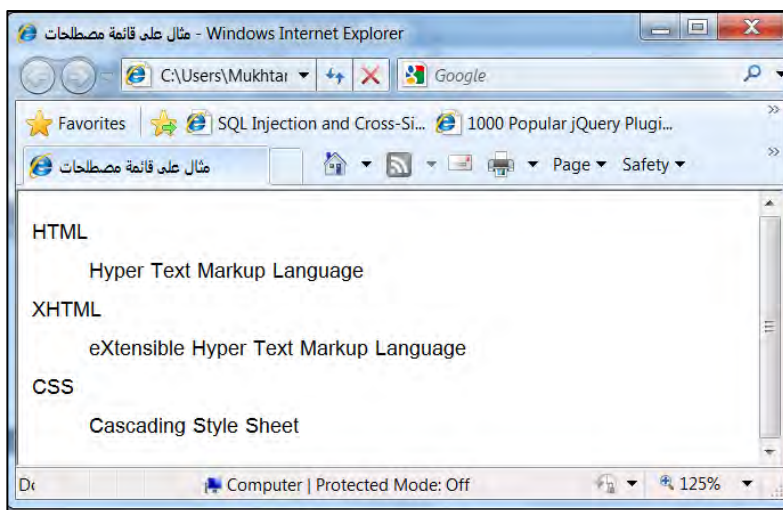 مثال على قائمة مصطلحات - Windows Internet Explorer
C:\Users\Mukhtar
Google
Favorites SQL Injection and Cross-Si... 1000 Popular jQuery Plugi...
مثال على قائمة مصطلحات Page Safety
HTML
Hyper Text Markup Language
XHTML
eXtensible Hyper Text Markup Language
CSS
Cascading Style Sheet
Computer | Protected Mode: Off 125%